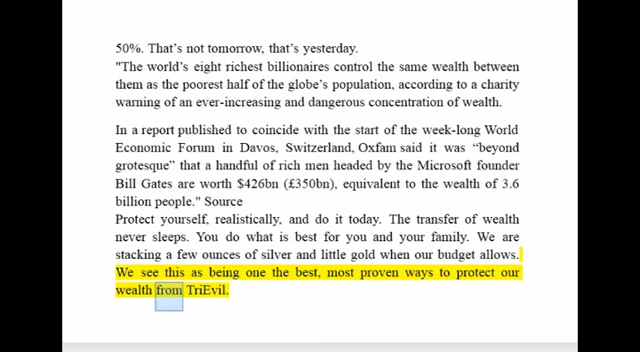 50%. That's not tomorrow, that's yesterday.
"The world's eight richest billionaires control the same wealth between
them as the poorest half of the globe's population, according to a charity
warning of an ever-increasing and dangerous concentration of wealth.
In a report published to coincide with the start of the week-long World
Economic Forum in Davos, Switzerland, Oxfam said it was “beyond
grotesque” that a handful of rich men headed by the Microsoft founder
Bill Gates are worth $426bn (£350bn), equivalent to the wealth of 3.6
billion people." Source
Protect yourself, realistically, and do it today. The transfer of wealth
never sleeps. You do what is best for you and your family. We are
stacking a few ounces of silver and little gold when our budget allows.
We see this as being one the best, most proven ways to protect our
wealth from TriEvil.